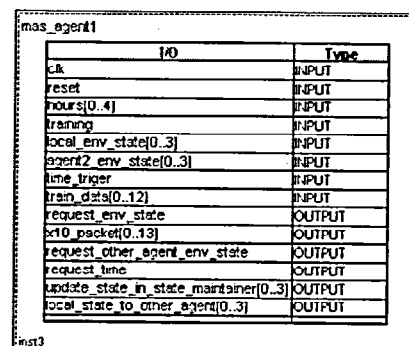 mas_agent1
I/O Type
clk INPUT
reset INPUT
hours[0..4] INPUT
training INPUT
local_env_state[0..3] INPUT
agent2_env_state[0..3] INPUT
time_triger INPUT
train_data[0..12] INPUT
request_env_state OUTPUT
x10_packet[0..13] OUTPUT
request_other_agent_env_state OUTPUT
request_time OUTPUT
update_state_in_state_maintainer[0..3] OUTPUT
local_state_to_other_agent[0..3] OUTPUT
inst3